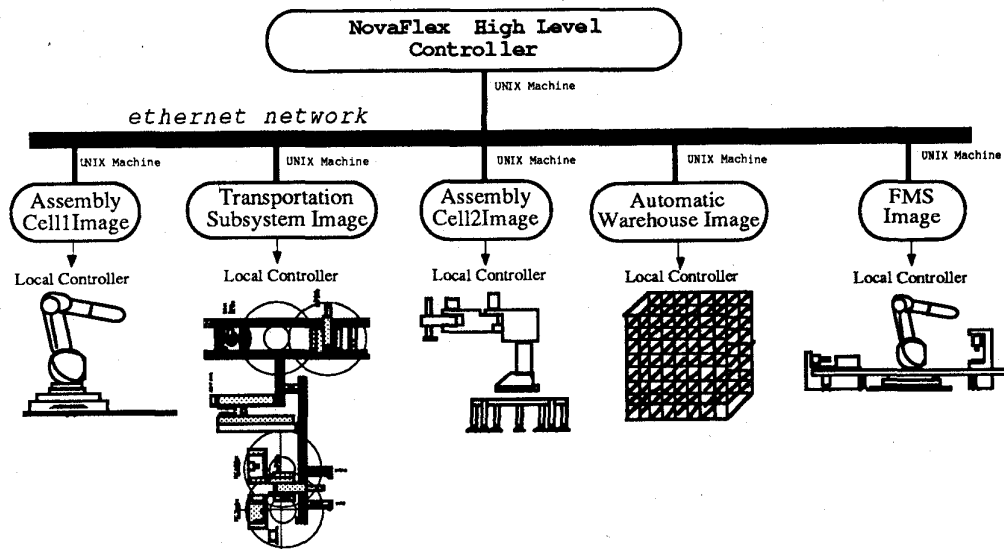 NovaFlex High Level
Controller
UNIX Machine
ethernet network
UNIX Machine
UNIX Machine
UNIX Machine
UNIX Machine
UNIX Machine
Assembly
Cell1Image
Transportation
Subsystem Image
Assembly
Cell2Image
Automatic
Warehouse Image
FMS
Image
Local Controller
Local Controller
Local Controller
Local Controller
Local Controller